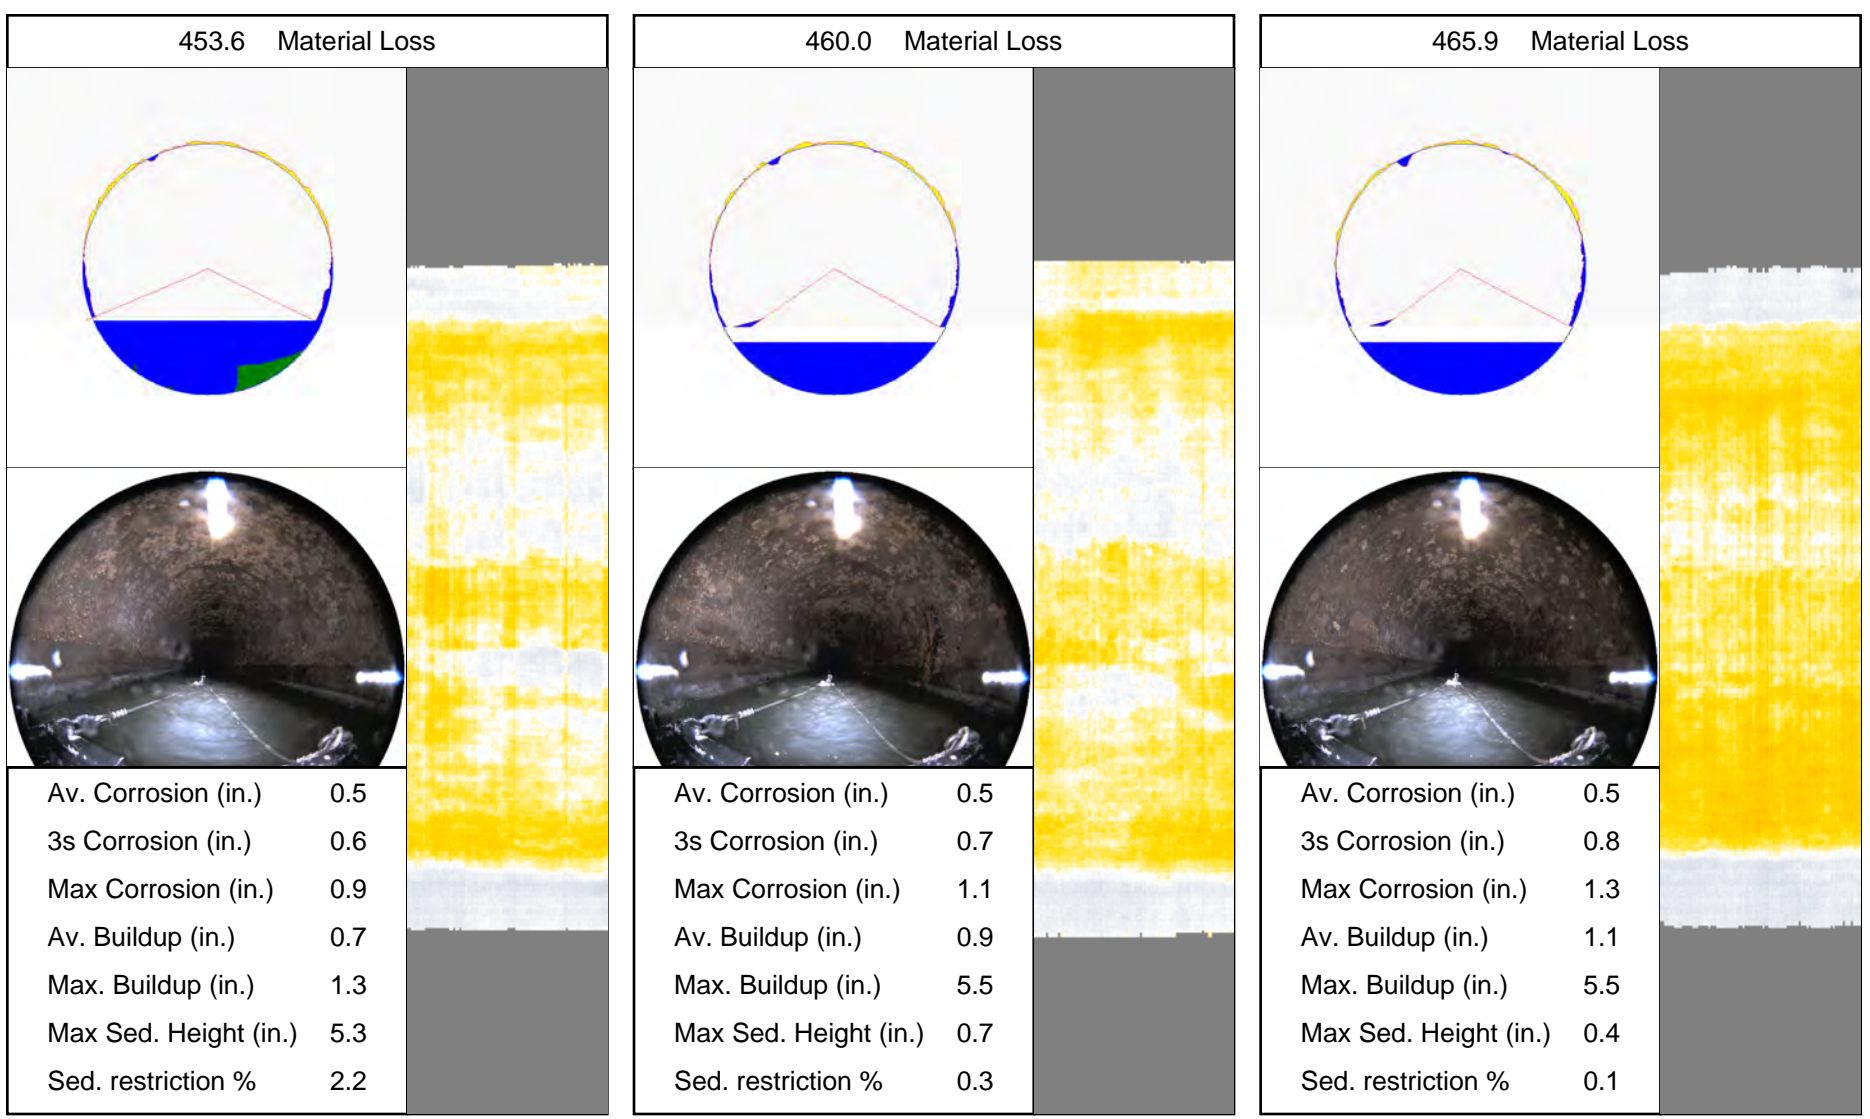 453.6 Material Loss
Av. Corrosion (in.) 0.5
3s Corrosion (in.) 0.6
Max Corrosion (in.) 0.9
Av. Buildup (in.) 0.7
Max. Buildup (in.) 1.3
Max Sed. Height (in.) 5.3
Sed. restriction % 2.2
460.0 Material Loss
Av. Corrosion (in.) 0.5
3s Corrosion (in.) 0.7
Max Corrosion (in.) 1.1
Av. Buildup (in.) 0.9
Max. Buildup (in.) 5.5
Max Sed. Height (in.) 0.7
Sed. restriction % 0.3
465.9 Material Loss
Av. Corrosion (in.) 0.5
3s Corrosion (in.) 0.8
Max Corrosion (in.) 1.3
Av. Buildup (in.) 1.1
Max. Buildup (in.) 5.5
Max Sed. Height (in.) 0.4
Sed. restriction % 0.1